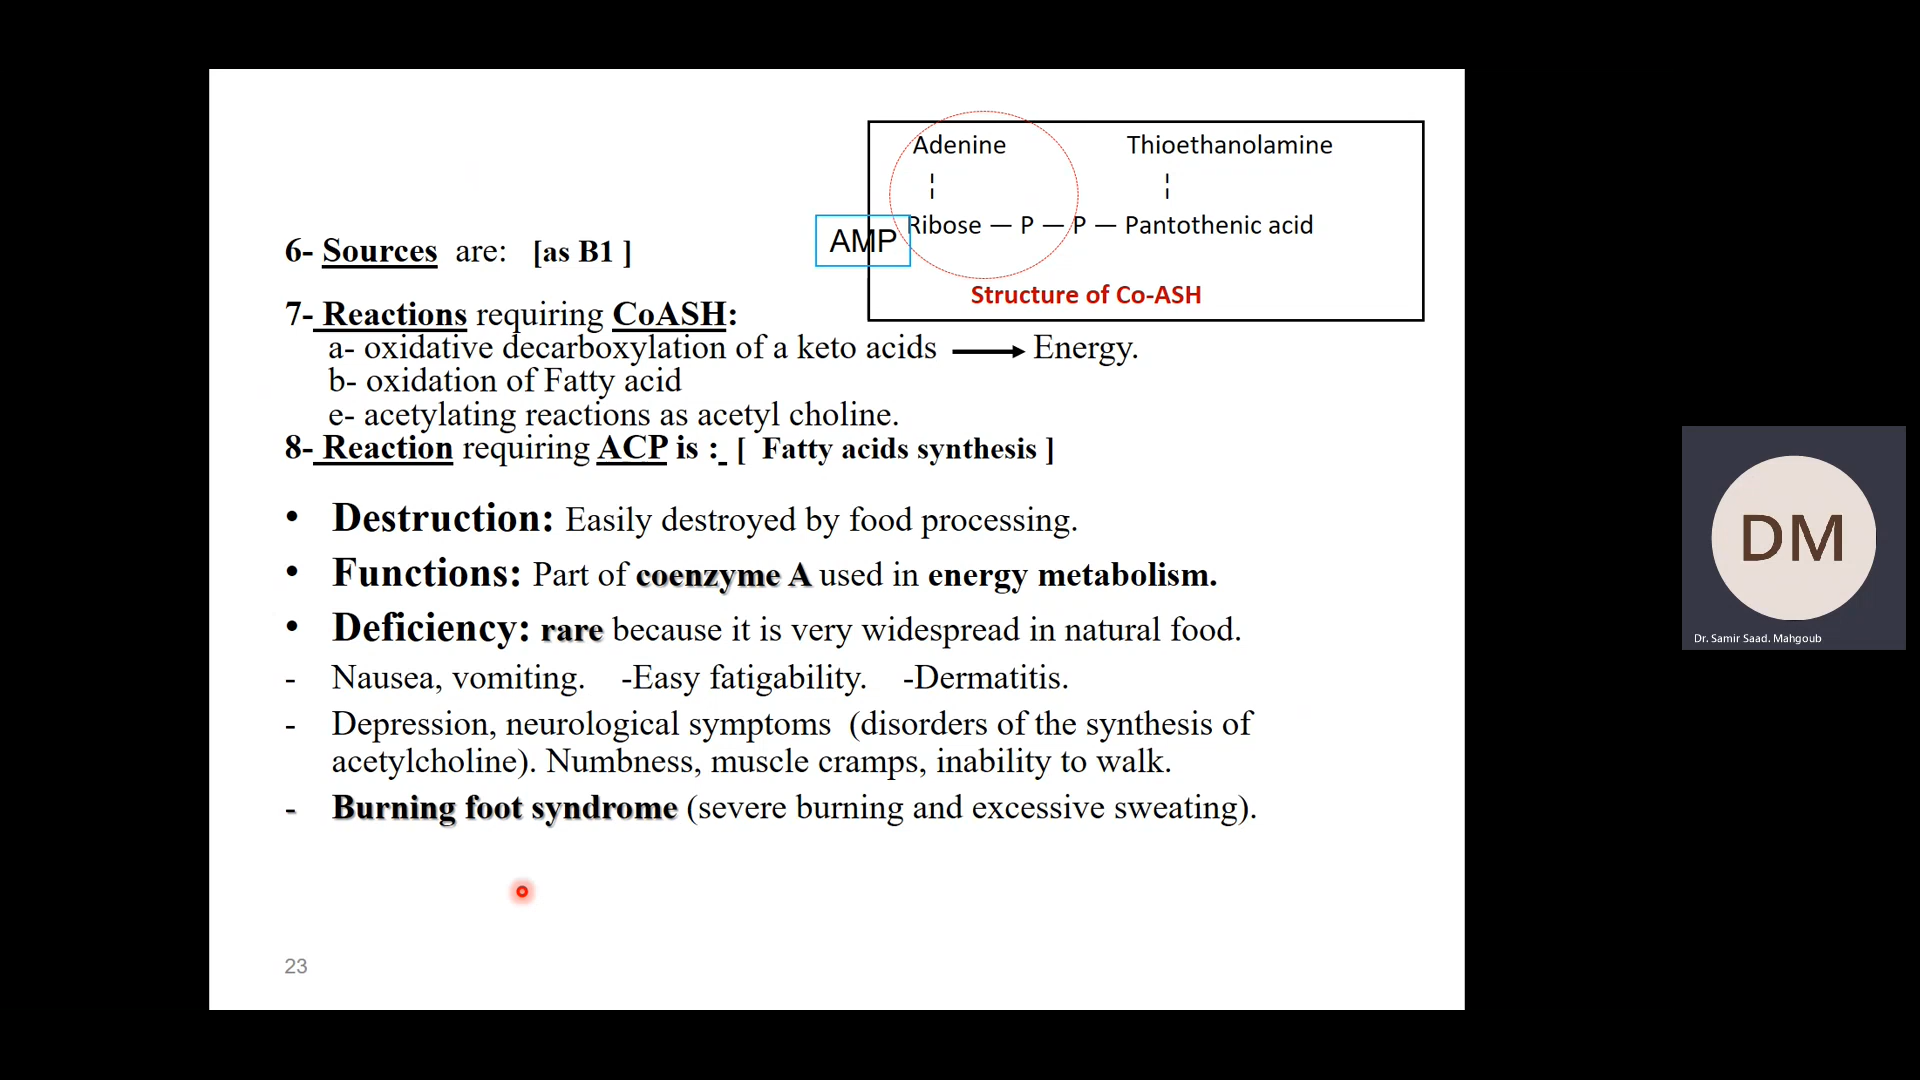 Adenine Thioethanolamine
¦ ¦
Ribose — P — P — Pantothenic acid
AMP
Structure of Co-ASH
6- Sources are: [as B1 ]
7- Reactions requiring CoASH:
a- oxidative decarboxylation of a keto acids ⟶ Energy.
b- oxidation of Fatty acid
e- acetylating reactions as acetyl choline.
8- Reaction requiring ACP is : [ Fatty acids synthesis ]
• Destruction: Easily destroyed by food processing.
• Functions: Part of coenzyme A used in energy metabolism.
• Deficiency: rare because it is very widespread in natural food.
- Nausea, vomiting. -Easy fatigability. -Dermatitis.
- Depression, neurological symptoms (disorders of the synthesis of
acetylcholine). Numbness, muscle cramps, inability to walk.
- Burning foot syndrome (severe burning and excessive sweating).
23
DM
Dr. Samir Saad. Mahgoub